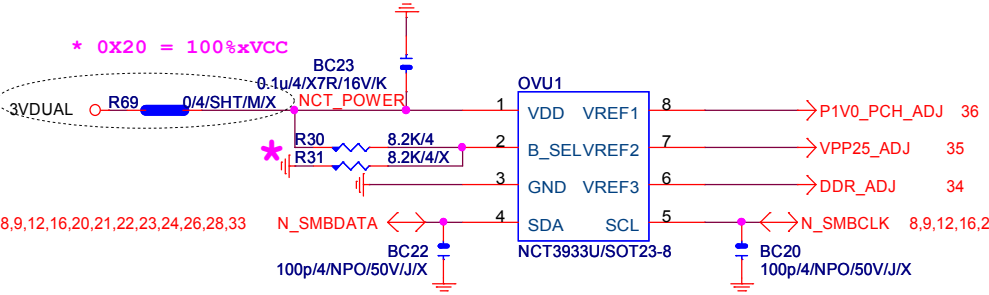 * 0X20 = 100%xVCC
BC23
0.1u/4/X7R/16V/K
OVU1
3VDUAL
R69
0/4/SHT/M/X
NCT_POWER
1
VDD
VREF1
8
P1V0_PCH_ADJ
36
R30
8.2K/4
2
B_SEL
VREF2
7
VPP25_ADJ
35
*
R31
8.2K/4/X
3
GND
VREF3
6
DDR_ADJ
34
8,9,12,16,20,21,22,23,24,26,28,33
N_SMBDATA
4
SDA
SCL
5
N_SMBCLK
8,9,12,16,2
BC22
100p/4/NPO/50V/J/X
NCT3933U/SOT23-8
BC20
100p/4/NPO/50V/J/X